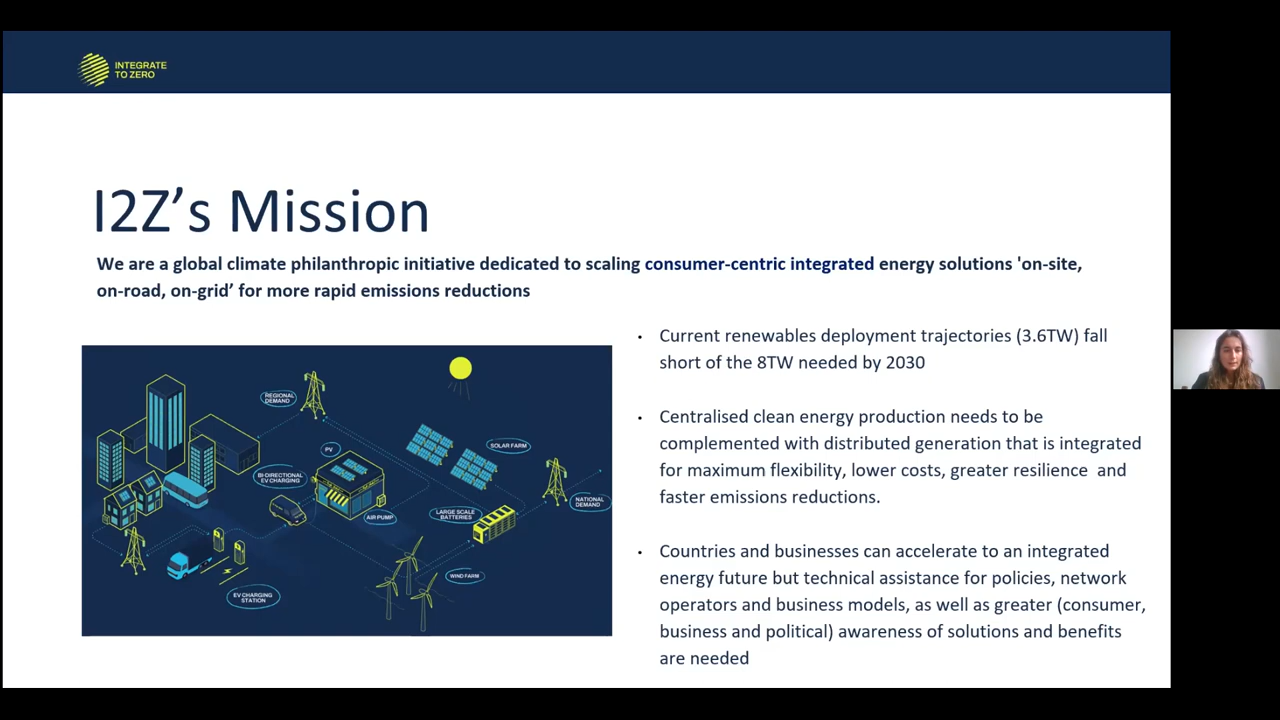 INTEGRATE
TO ZERO
I2Z’s Mission
We are a global climate philanthropic initiative dedicated to scaling consumer-centric integrated energy solutions 'on-site,
on-road, on-grid’ for more rapid emissions reductions
REGIONAL
DEMAND
PV
SOLAR FARM
BI-DIRECTIONAL
EV CHARGING
AIR PUMP
LARGE SCALE
BATTERIES
NATIONAL
DEMAND
WIND FARM
EV CHARGING
STATION
• Current renewables deployment trajectories (3.6TW) fall
short of the 8TW needed by 2030
• Centralised clean energy production needs to be
complemented with distributed generation that is integrated
for maximum flexibility, lower costs, greater resilience and
faster emissions reductions.
• Countries and businesses can accelerate to an integrated
energy future but technical assistance for policies, network
operators and business models, as well as greater (consumer,
business and political) awareness of solutions and benefits
are needed